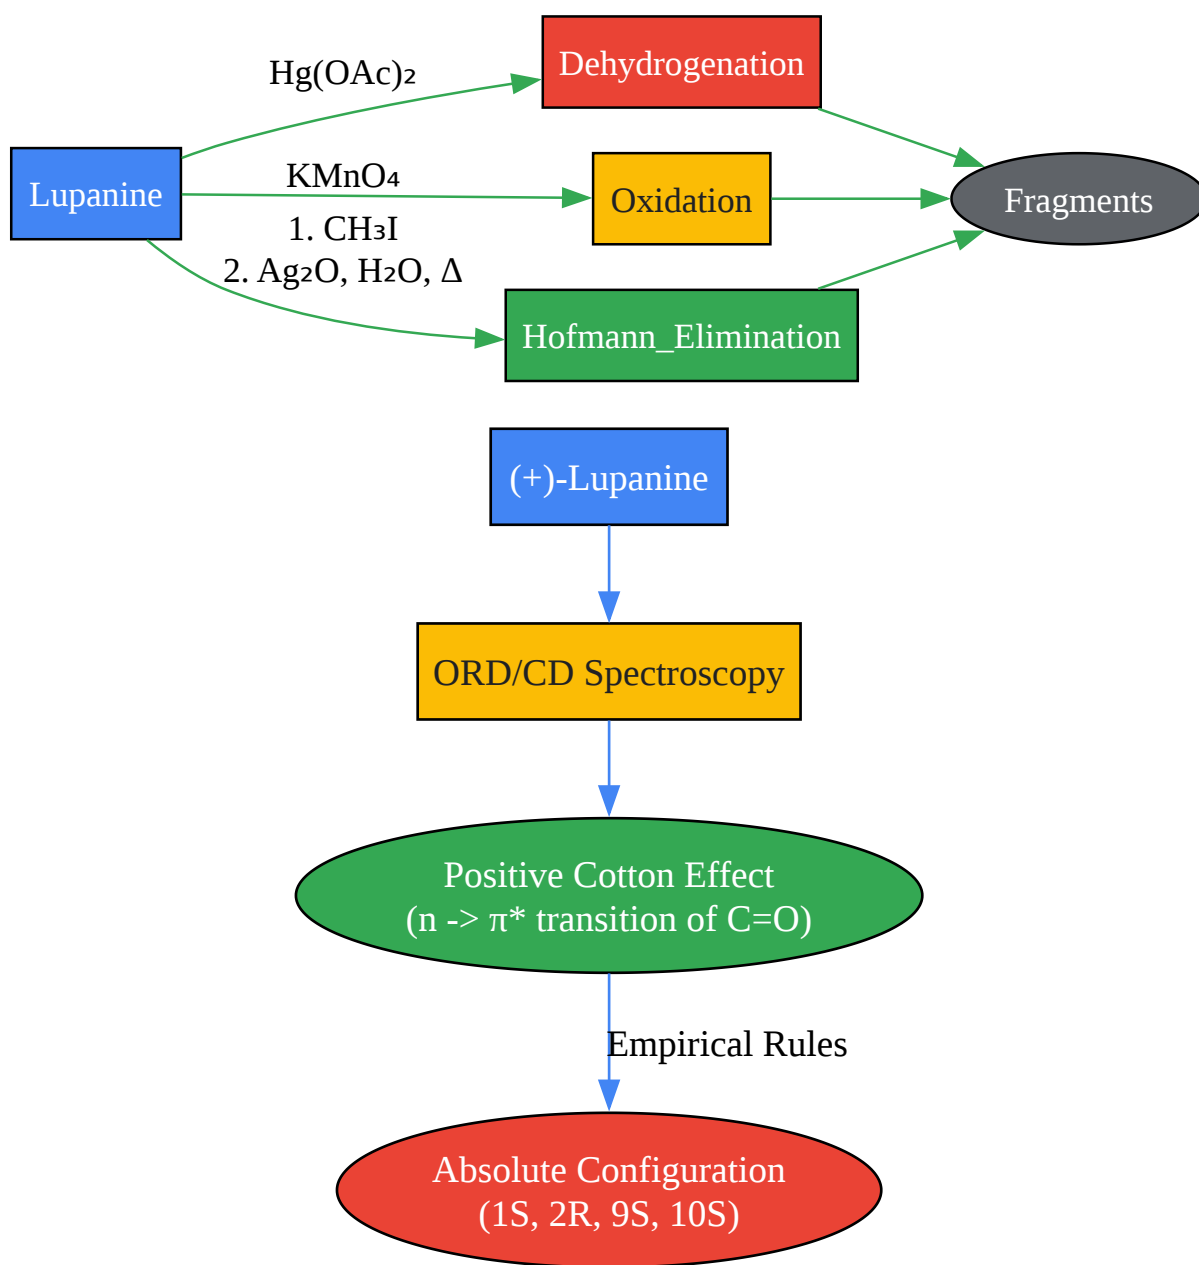 Hg(OAc)₂
Dehydrogenation
Lupanine
KMnO₄
Oxidation
Fragments
1. CH₃I
2. Ag₂O, H₂O, Δ
Hofmann_Elimination
(+)-Lupanine
ORD/CD Spectroscopy
Positive Cotton Effect
(n -> π* transition of C=O)
Empirical Rules
Absolute Configuration
(1S, 2R, 9S, 10S)